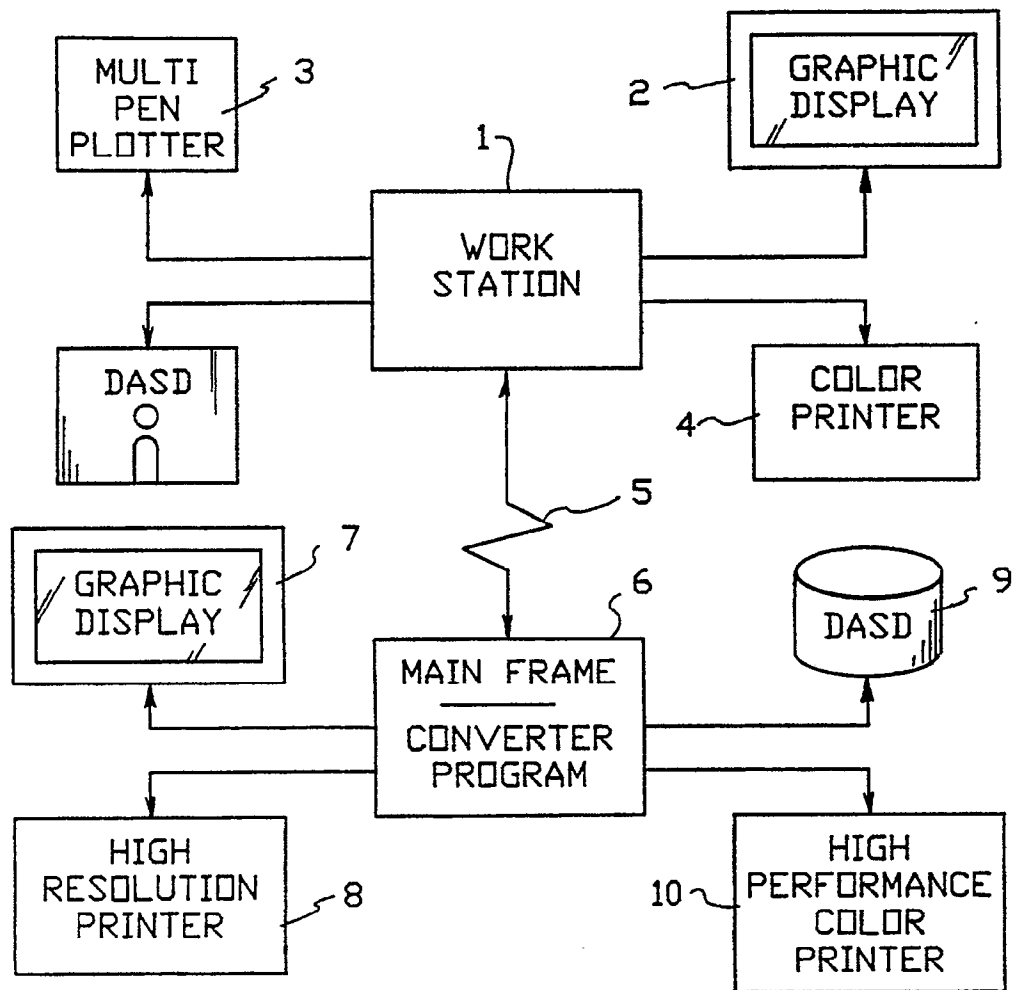 MULTI
PEN
PLOTTER
3
GRAPHIC
DISPLAY
2
1
WORK
STATION
DASD
COLOR
PRINTER
4
5
GRAPHIC
DISPLAY
7
6
MAIN FRAME
CONVERTER
PROGRAM
DASD
9
HIGH
RESOLUTION
PRINTER
8
HIGH
PERFORMANCE
COLOR
PRINTER
10